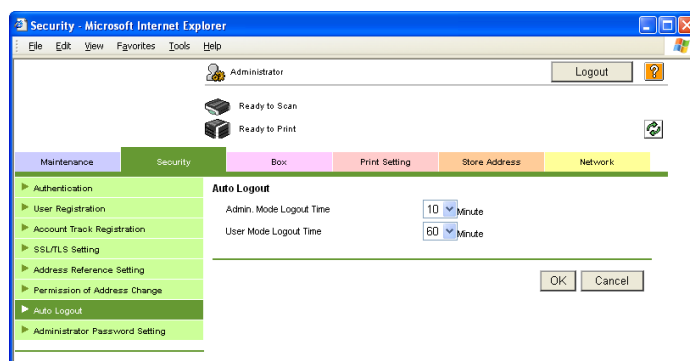 Security - Microsoft Internet Explorer
File Edit View Favorites Tools Help
Administrator
Logout
?
Ready to Scan
Ready to Print
Maintenance Security Box Print Setting Store Address Network
Authentication
User Registration
Account Track Registration
SSL/TLS Setting
Address Reference Setting
Permission of Address Change
Auto Logout
Administrator Password Setting
Auto Logout
Admin. Mode Logout Time 10 Minute
User Mode Logout Time 60 Minute
OK Cancel